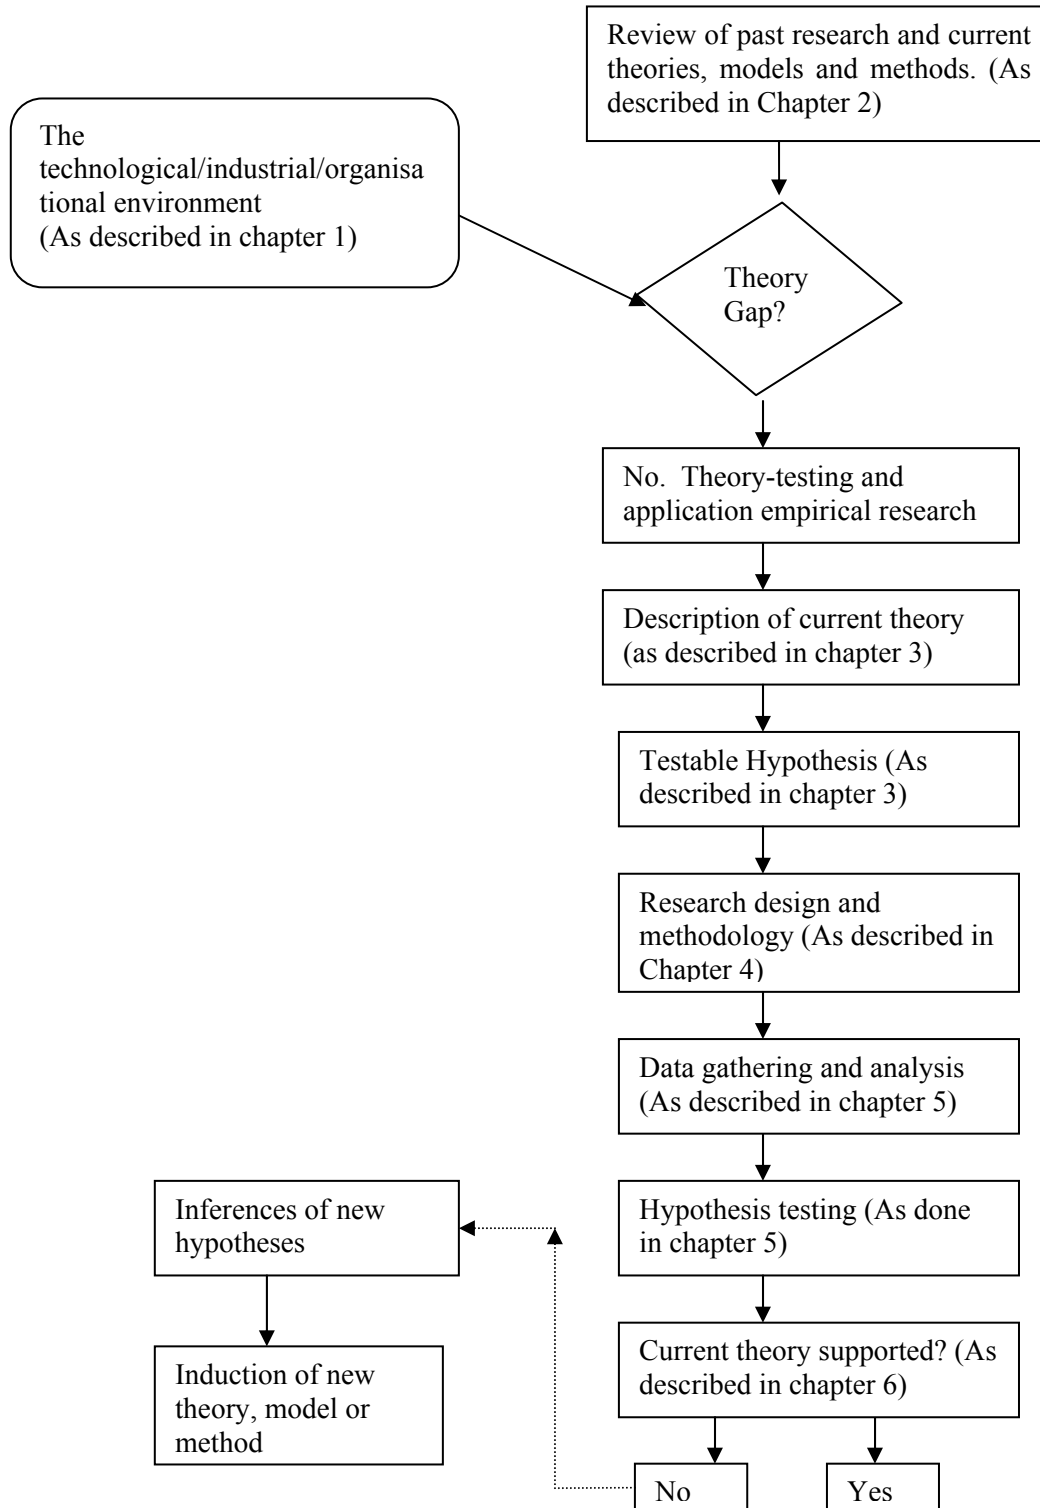 Review of past research and current
theories, models and methods. (As
described in Chapter 2)
The
technological/industrial/organisa
tional environment
(As described in chapter 1)
Theory
Gap?
No.  Theory-testing and
application empirical research
Description of current theory
(as described in chapter 3)
Testable Hypothesis (As
described in chapter 3)
Research design and
methodology (As described in
Chapter 4)
Data gathering and analysis
(As described in chapter 5)
Inferences of new
hypotheses
Hypothesis testing (As done
in chapter 5)
Induction of new
theory, model or
method
Current theory supported? (As
described in chapter 6)
No
Yes